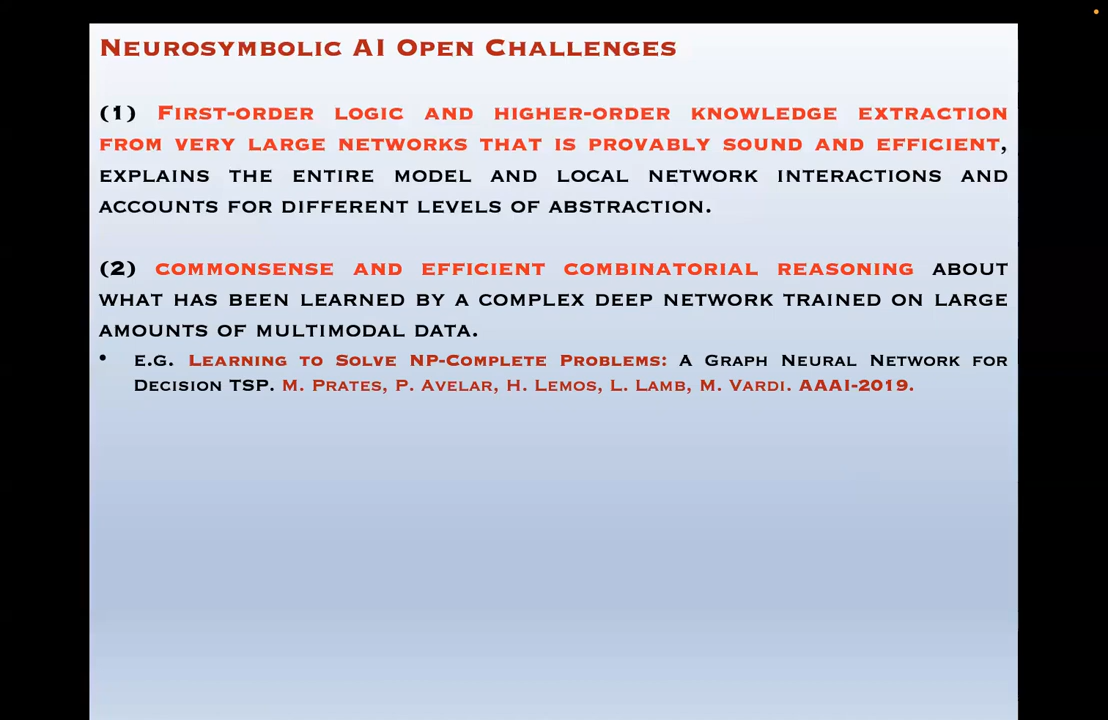 Neurosymbolic AI Open Challenges
(1) First-order logic and higher-order knowledge extraction
from very large networks that is provably sound and efficient,
explains the entire model and local network interactions and
accounts for different levels of abstraction.
(2) commonsense and efficient combinatorial reasoning about
what has been learned by a complex deep network trained on large
amounts of multimodal data.
• e.g. Learning to Solve NP-Complete Problems: A Graph Neural Network for
Decision TSP. M. Prates, P. Avelar, H. Lemos, L. Lamb, M. Vardi. AAAI-2019.